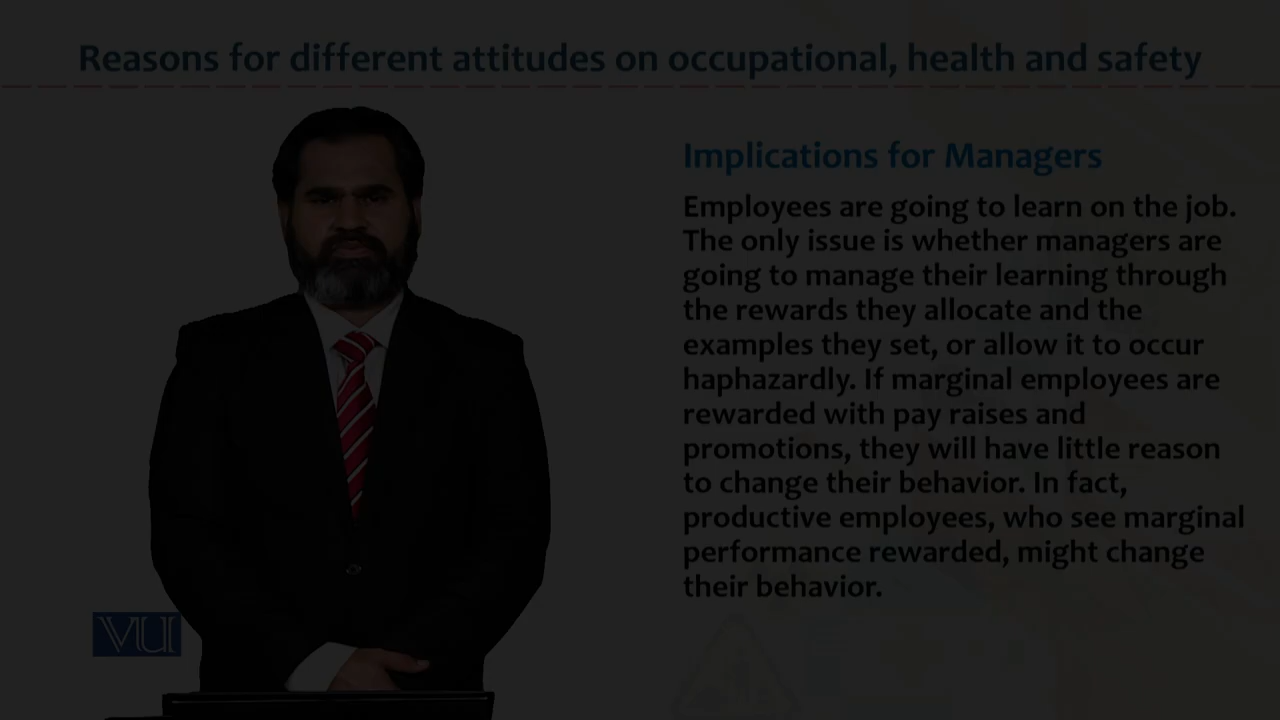 Reasons for different attitudes on occupational, health and safety
Implications for Managers
Employees are going to learn on the job.
The only issue is whether managers are
going to manage their learning through
the rewards they allocate and the
examples they set, or allow it to occur
haphazardly. If marginal employees are
rewarded with pay raises and
promotions, they will have little reason
to change their behavior. In fact,
productive employees, who see marginal
performance rewarded, might change
their behavior.
VU